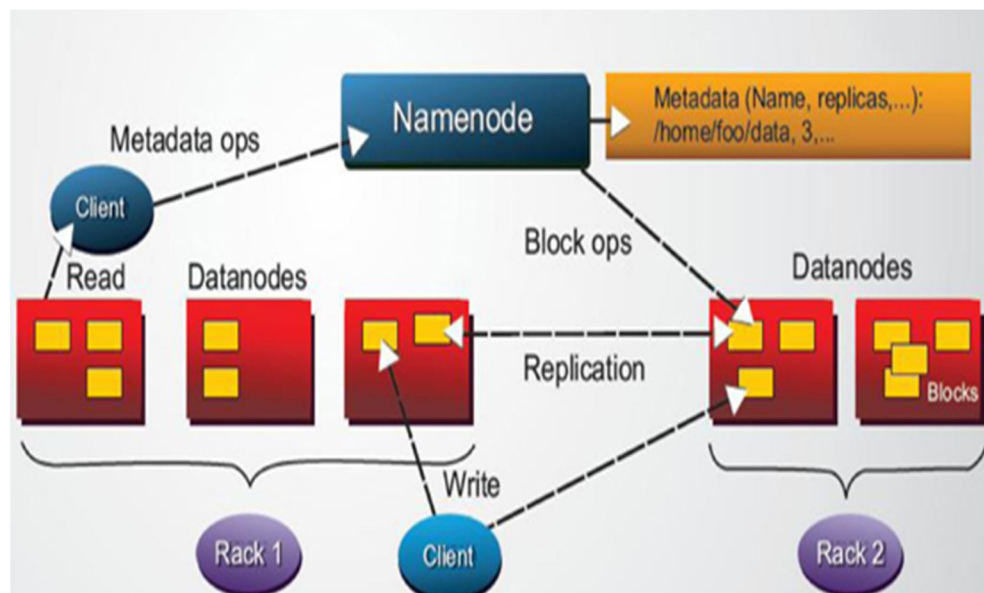 Namenode
Metadata (Name, replicas,...):
/home/foo/data, 3,...
Metadata ops
Client
Block ops
Read
Datanodes
Datanodes
Replication
Blocks
Write
Rack 1
Client
Rack 2